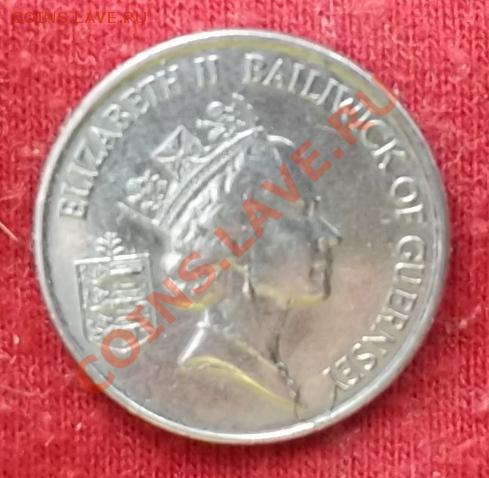 COINS.LAVE.RU
ELIZABETH II BAILIWICK OF GUERNSEY
COINS.LAVE.RU